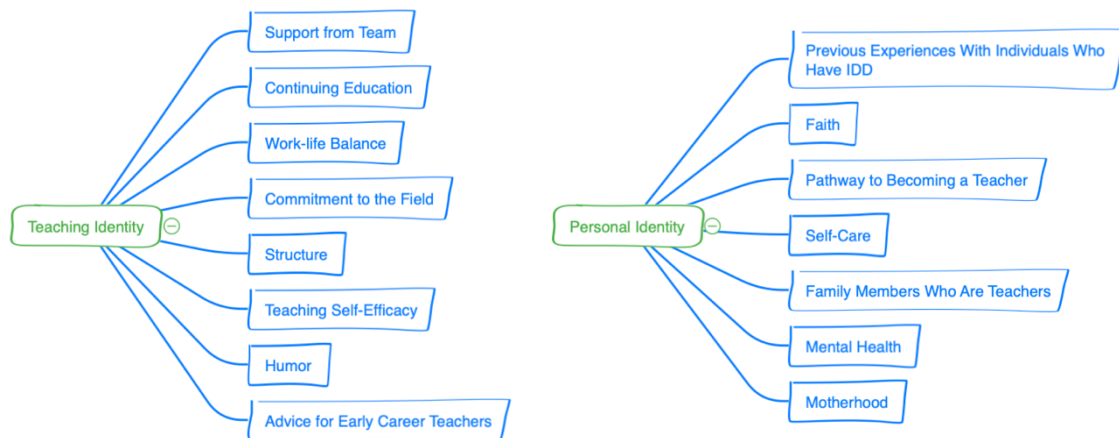 Teaching Identity
Support from Team
Continuing Education
Work-life Balance
Commitment to the Field
Structure
Teaching Self-Efficacy
Humor
Advice for Early Career Teachers
Personal Identity
Previous Experiences With Individuals Who
Have IDD
Faith
Pathway to Becoming a Teacher
Self-Care
Family Members Who Are Teachers
Mental Health
Motherhood